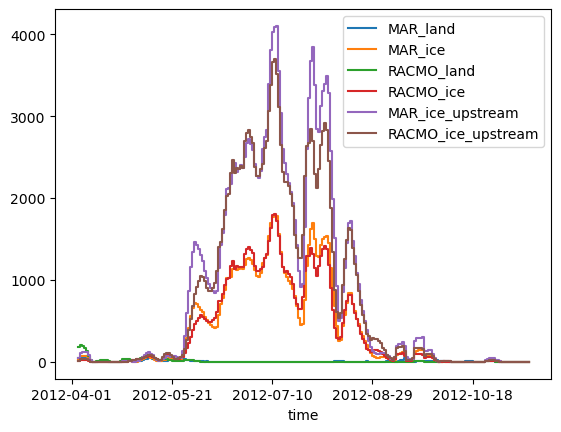 MAR_land
MAR_ice
RACMO_land
RACMO_ice
MAR_ice_upstream
RACMO_ice_upstream
4000
3000
2000
1000
0
2012-04-01 2012-05-21 2012-07-10 2012-08-29 2012-10-18
time